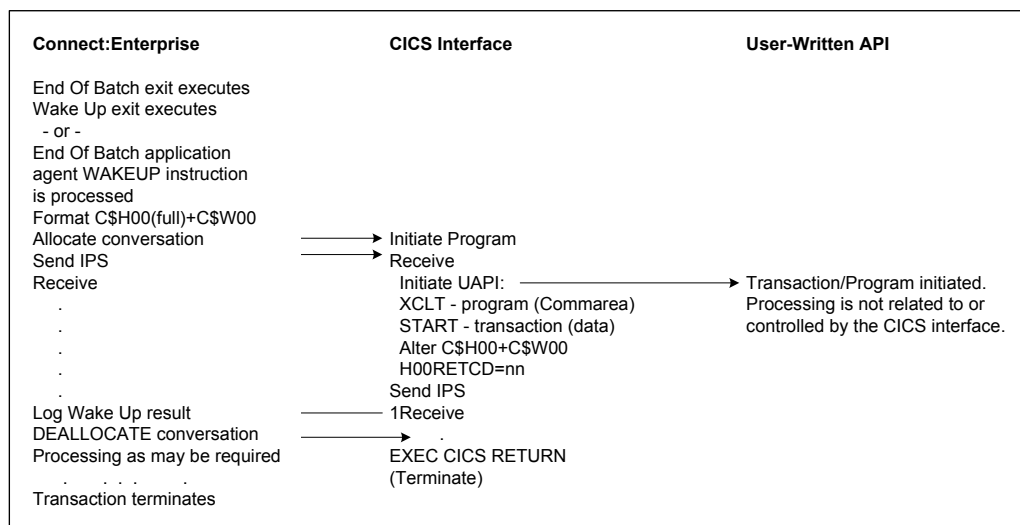 Connect:Enterprise CICS Interface User-Written API
End Of Batch exit executes
Wake Up exit executes
- or -
End Of Batch application
agent WAKEUP instruction
is processed
Format C$H00(full)+C$W00
Allocate conversation Initiate Program
Send IPS Receive
Receive Initiate UAPI: Transaction/Program initiated.
. XCLT - program (Commarea) Processing is not related to or
. START - transaction (data) controlled by the CICS interface.
. Alter C$H00+C$W00
. H00RETCD=nn
. Send IPS
Log Wake Up result 1Receive
DEALLOCATE conversation .
Processing as may be required EXEC CICS RETURN
. . . . . (Terminate)
Transaction terminates